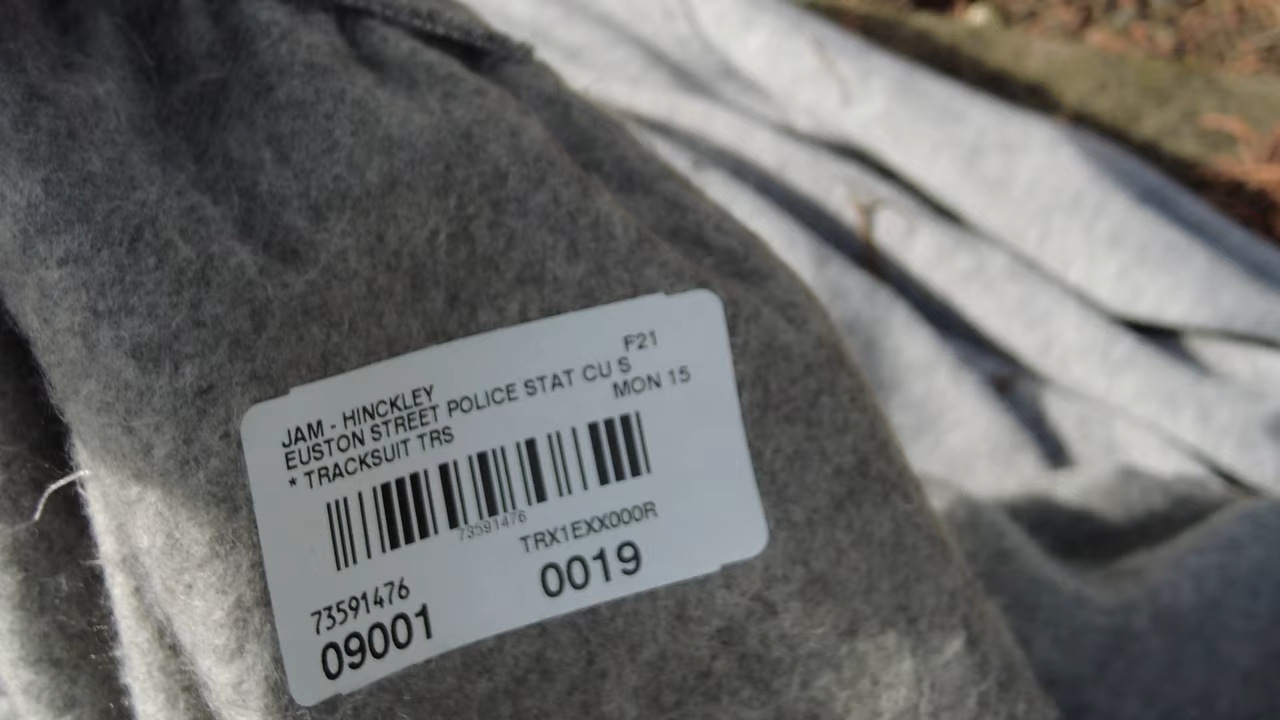 F21
JAM - HINCKLEY
EUSTON STREET POLICE STAT CU S
* TRACKSUIT TRS
MON 15
73591476
TRX1EXX000R
73591476
0019
09001